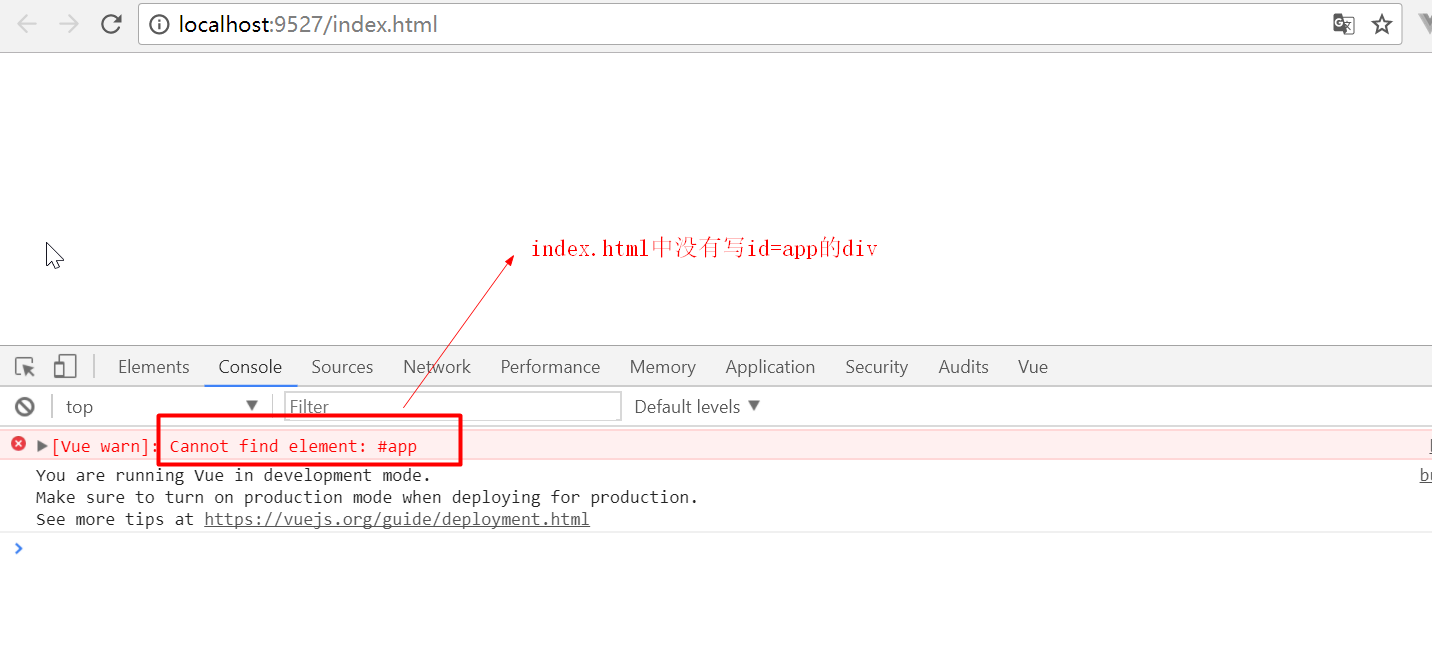 localhost:9527/index.html
index.html中没有写id=app的div
Elements Console Sources Network Performance Memory Application Security Audits Vue
top Filter Default levels
[Vue warn]: Cannot find element: #app
You are running Vue in development mode.
Make sure to turn on production mode when deploying for production.
See more tips at https://vuejs.org/guide/deployment.html